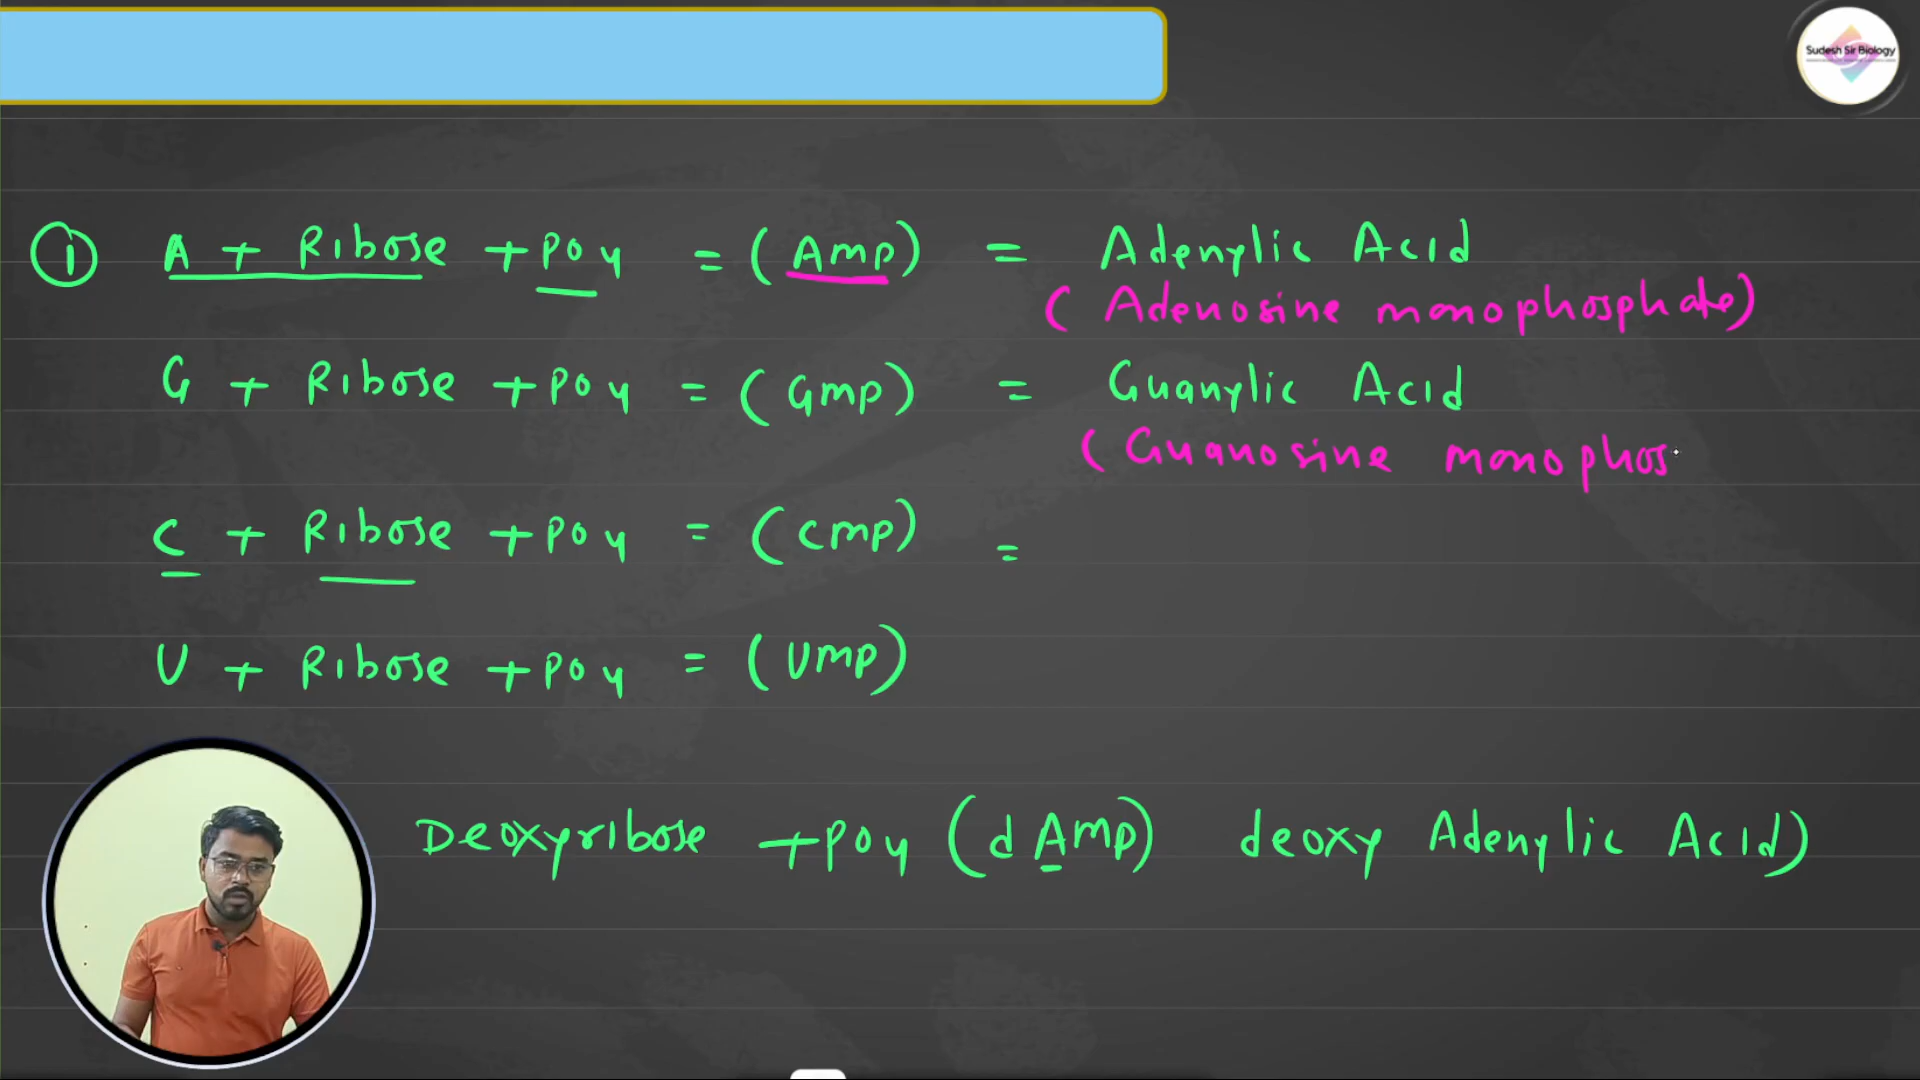 Sudesh Sir Biology
① A + Ribose + PO4 = (AMP) = Adenylic Acid
(Adenosine monophosphate)
G + Ribose + PO4 = (GMP) = Guanylic Acid
(Guanosine monophos
C + Ribose + PO4 = (CMP) =
U + Ribose + PO4 = (UMP)
Deoxyribose + PO4 (dAMP) deoxy Adenylic Acid)